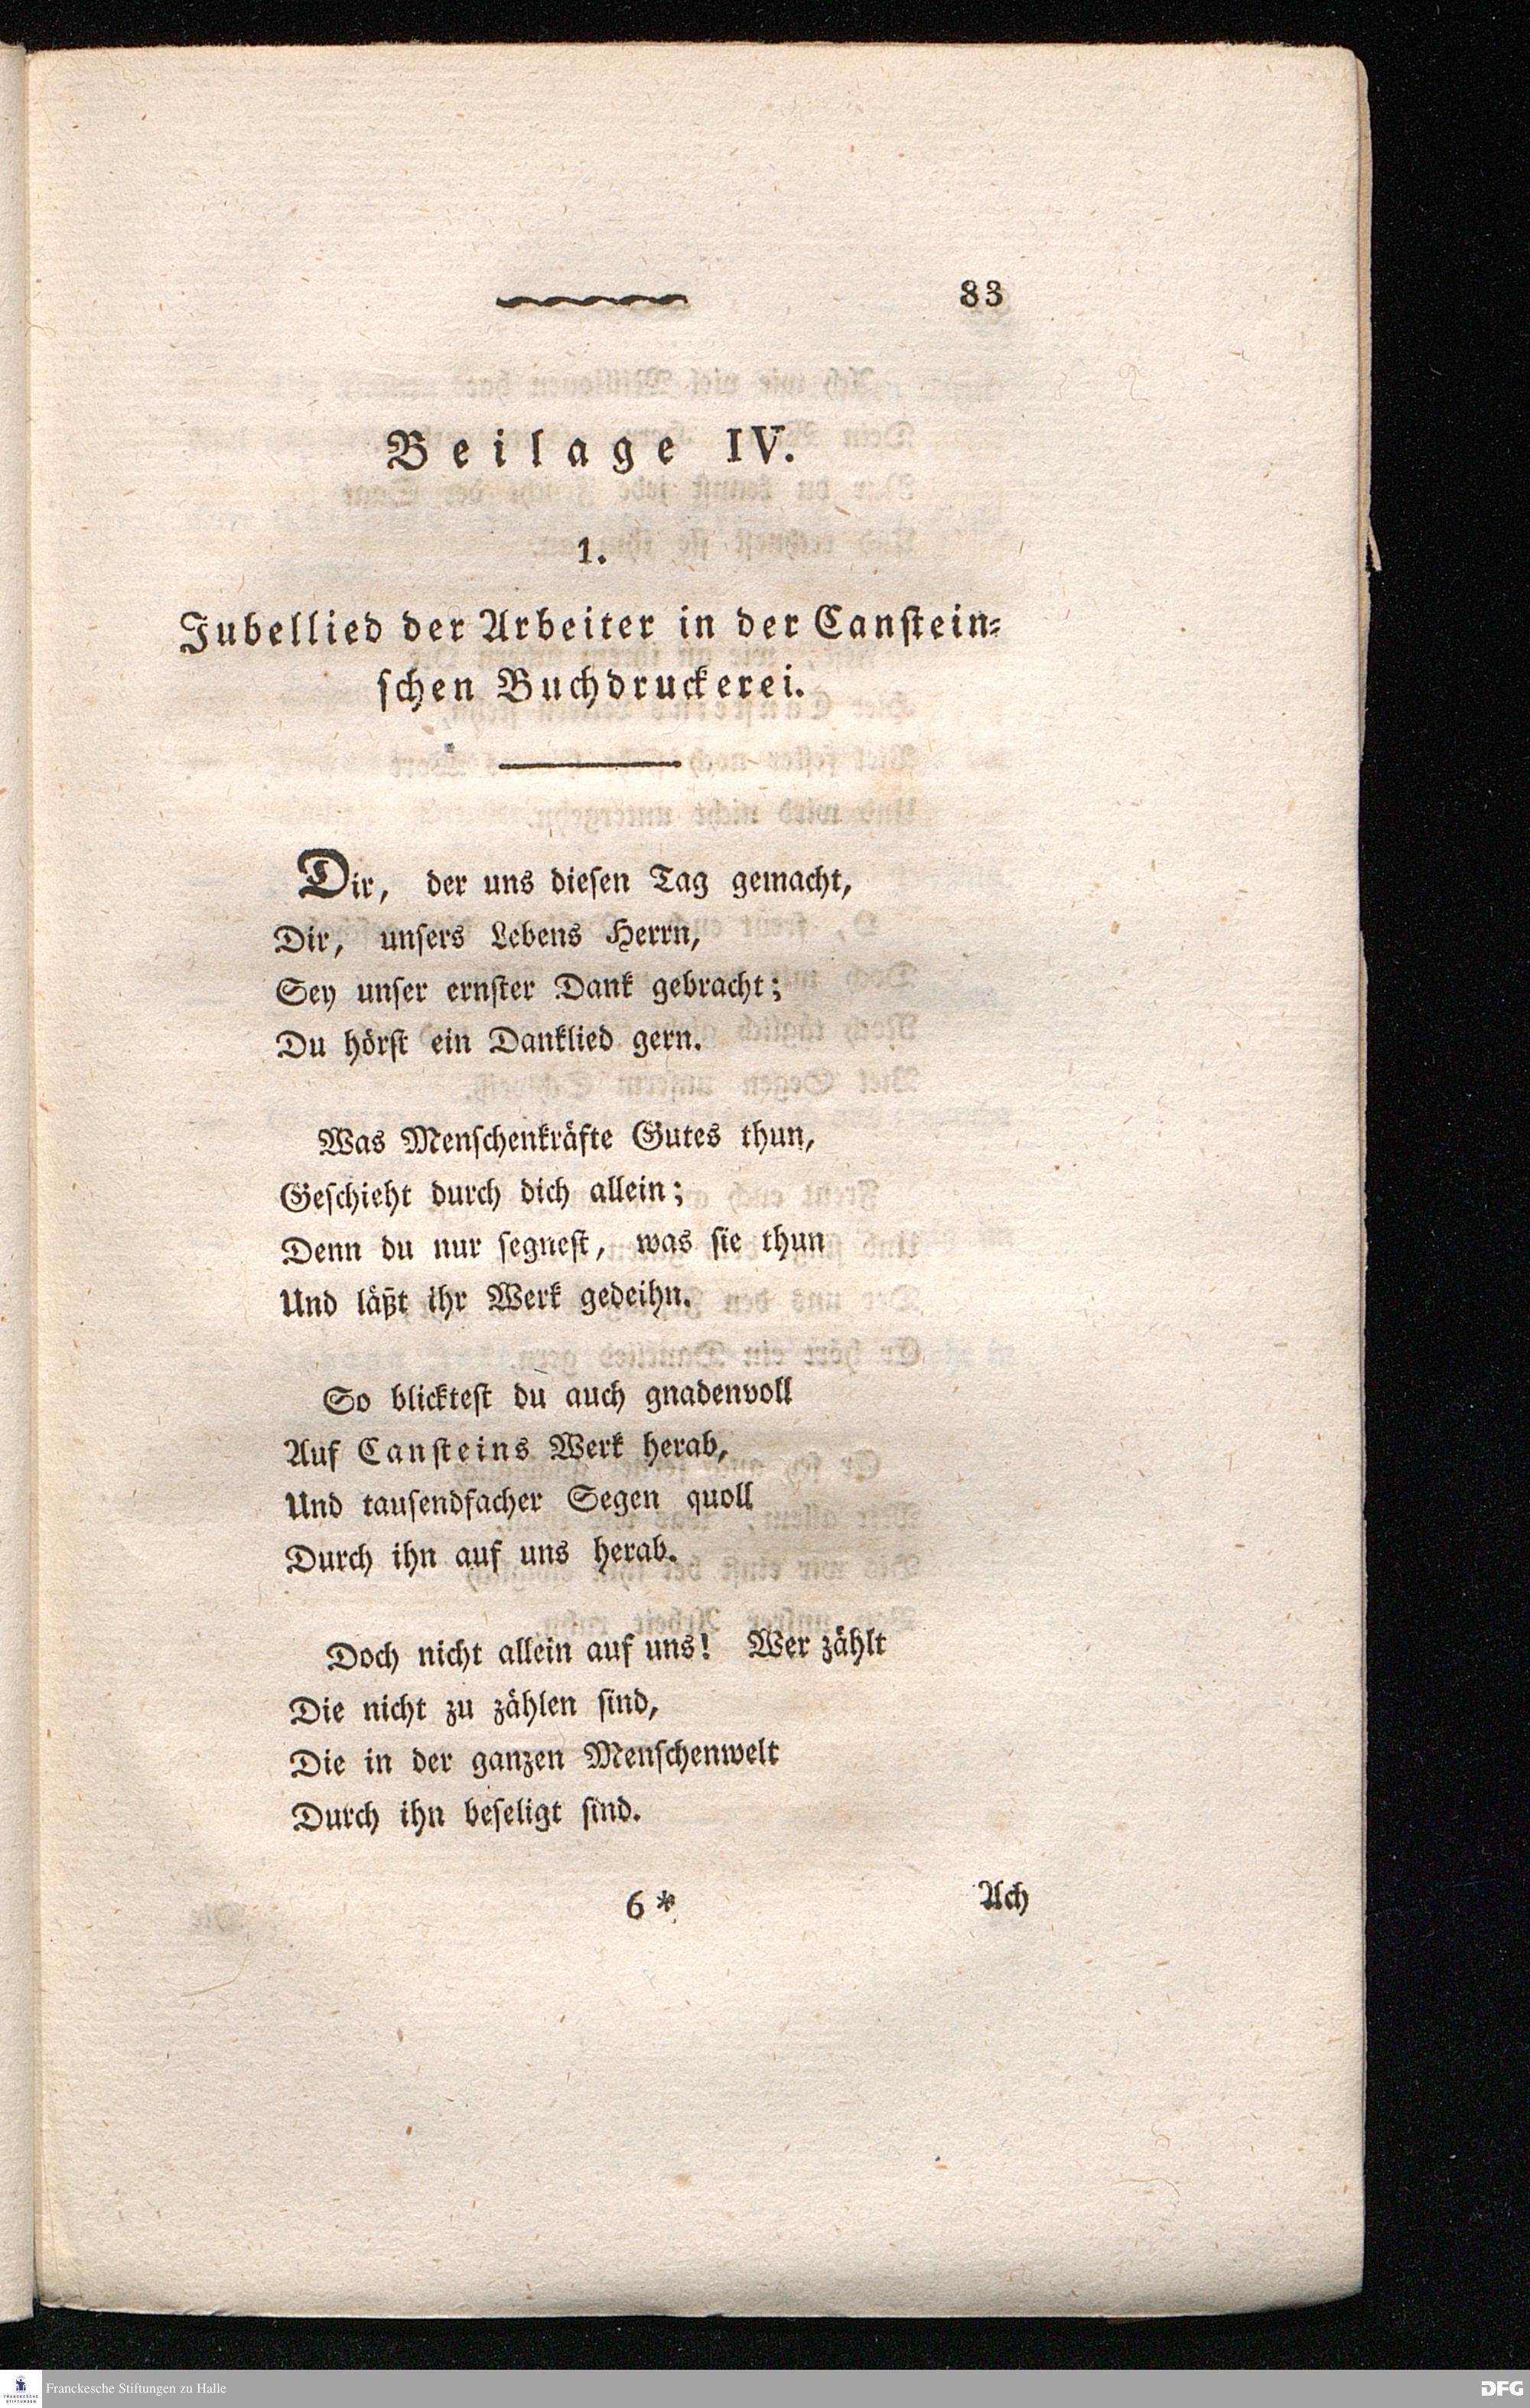 83
Beilage IV.
1.
Jubellied der Arbeiter in der Canstein-
schen Buchdruckerei.
Dir, der uns diesen Tag gemacht,
Dir, unsers Lebens Herrn,
Sey unser ernster Dank gebracht;
Du hörst ein Danklied gern.
Was Menschenkräfte Gutes thun,
Geschieht durch dich allein;
Denn du nur segnest, was sie thun
Und läßt ihr Werk gedeihn.
So blicktest du auch gnadenvoll
Auf Cansteins Werk herab,
Und tausendfacher Segen quoll
Durch ihn auf uns herab.
Doch nicht allein auf uns! Wer zählt
Die nicht zu zählen sind,
Die in der ganzen Menschenwelt
Durch ihn beseligt sind.
6*
Ach
FRANCKESCHE STIFTUNGEN
Franckesche Stiftungen zu Halle
DFG